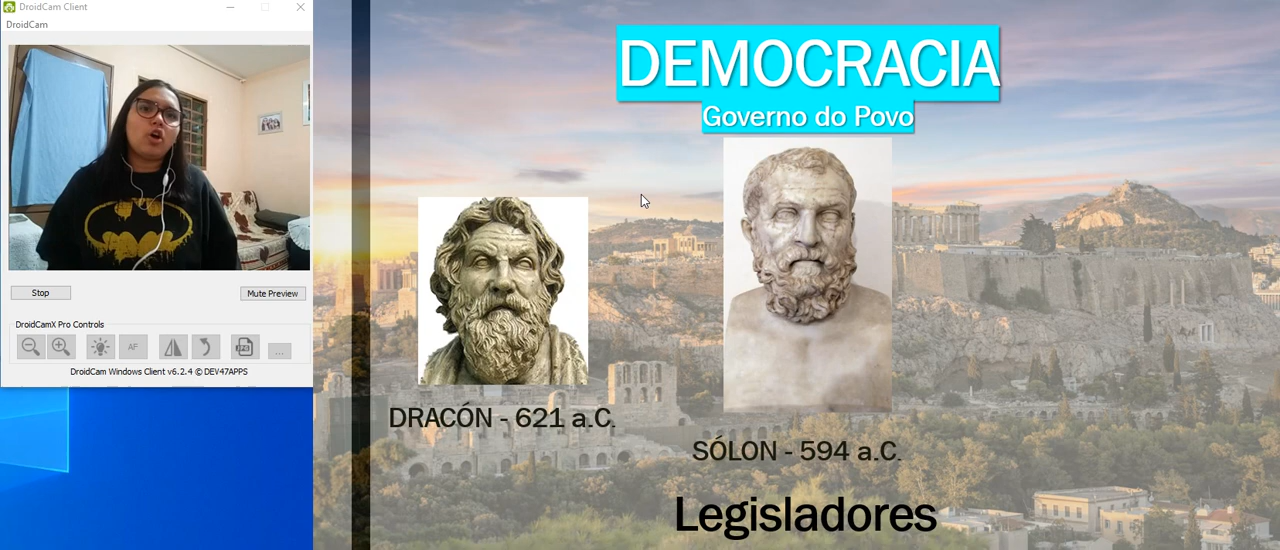 DroidCam Client
DroidCam
Stop
Mute Preview
DroidCamX Pro Controls
AF
JPG
...
DroidCam Windows Client v6.2.4 © DEV47APPS
DEMOCRACIA
Governo do Povo
DRACÓN - 621 a.C.
SÓLON - 594 a.C.
Legisladores